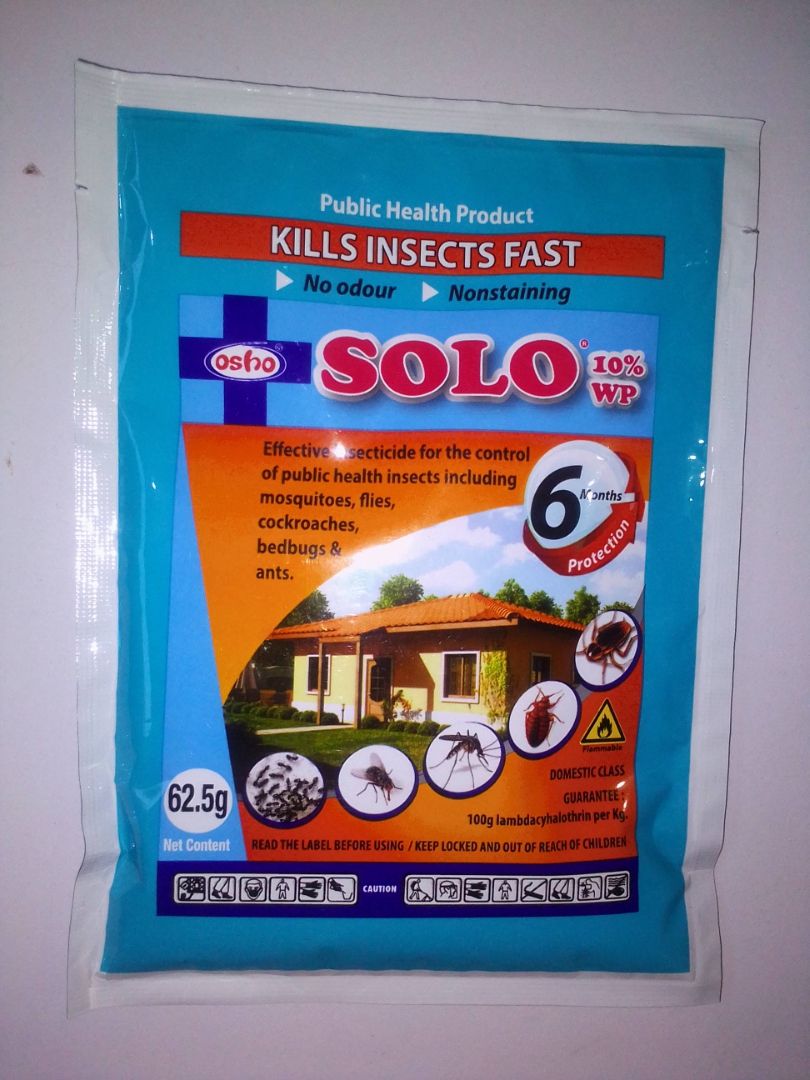 Public Health Product
KILLS INSECTS FAST
No odour Nonstaining
osho
SOLO®
10%
WP
Effective insecticide for the control
of public health insects including
mosquitoes, flies,
cockroaches,
bedbugs &
ants.
6
Months
Protection
Flammable
DOMESTIC CLASS
GUARANTEE :
100g lambdacyhalothrin per Kg.
62.5g
Net Content
READ THE LABEL BEFORE USING / KEEP LOCKED AND OUT OF REACH OF CHILDREN
CAUTION